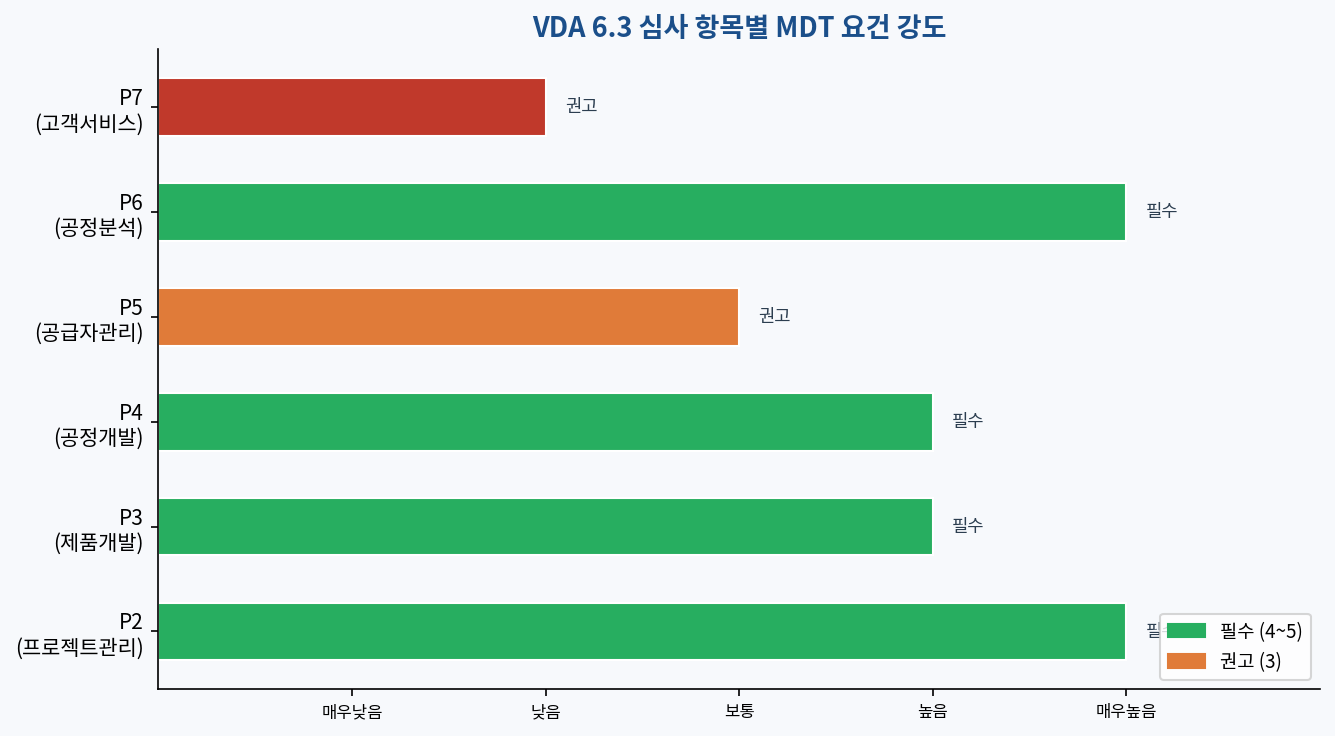 VDA 6.3 심사 항목별 MDT 요건 강도
P7
(고객서비스)
권고
P6
(공정분석)
필수
P5
(공급자관리)
권고
P4
(공정개발)
필수
P3
(제품개발)
필수
P2
(프로젝트관리)
필수 (4~5)
권고 (3)
매우낮음
낮음
보통
높음
매우높음